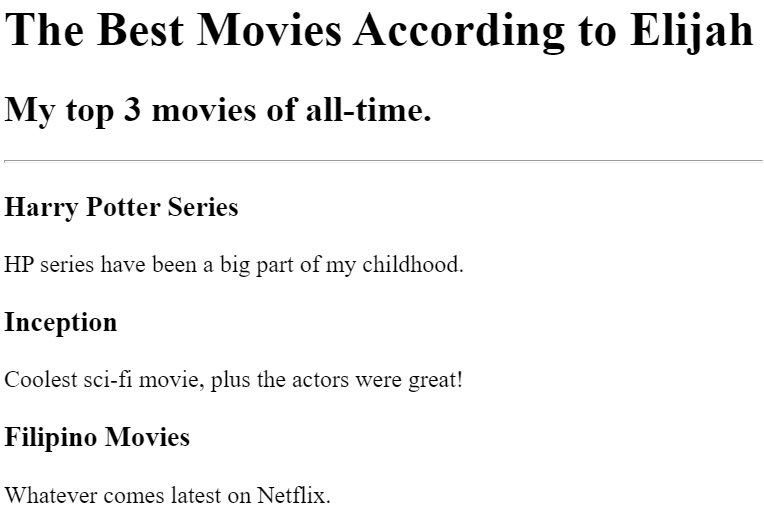 The Best Movies According to Elijah
My top 3 movies of all-time.
Harry Potter Series
HP series have been a big part of my childhood.
Inception
Coolest sci-fi movie, plus the actors were great!
Filipino Movies
Whatever comes latest on Netflix.